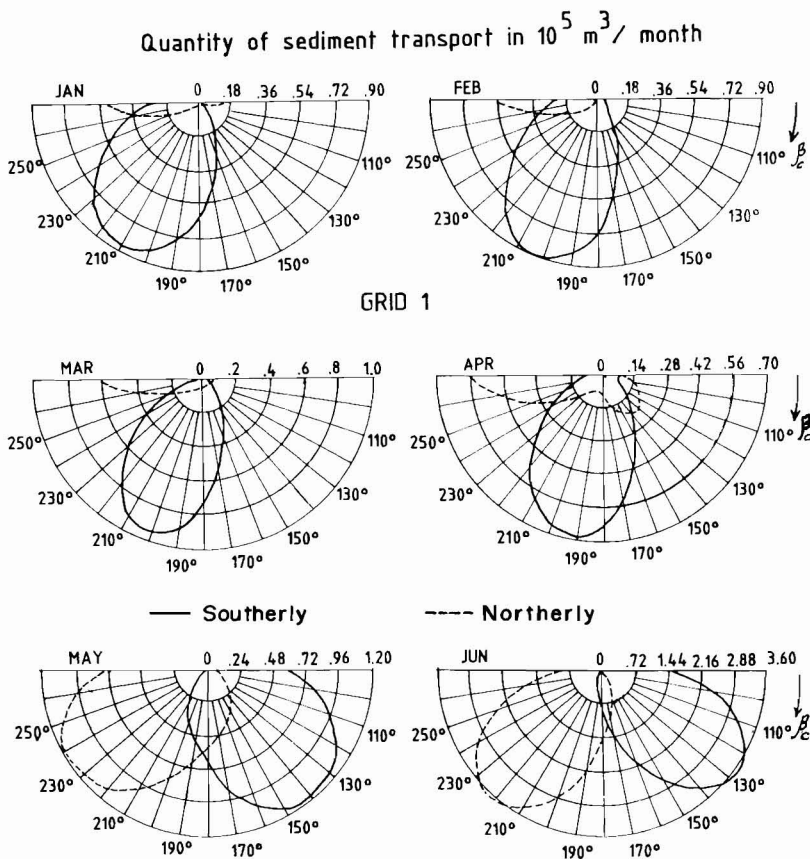 Quantity of sediment transport in 10⁵ m³/ month
JAN 0 .18 .36 .54 .72 .90
250° 230° 210° 190° 170° 150° 130° 110°
FEB 0 .18 .36 .54 .72 .90
250° 230° 210° 190° 170° 150° 130° 110°
GRID 1
MAR 0 .2 .4 .6 .8 1.0
250° 230° 210° 190° 170° 150° 130° 110°
APR 0 .14 .28 .42 .56 .70
250° 230° 210° 190° 170° 150° 130° 110°
Southerly Northerly
MAY 0 .24 .48 .72 .96 1.20
250° 230° 210° 190° 170° 150° 130° 110°
JUN 0 .72 1.44 2.16 2.88 3.60
250° 230° 210° 190° 170° 150° 130° 110°